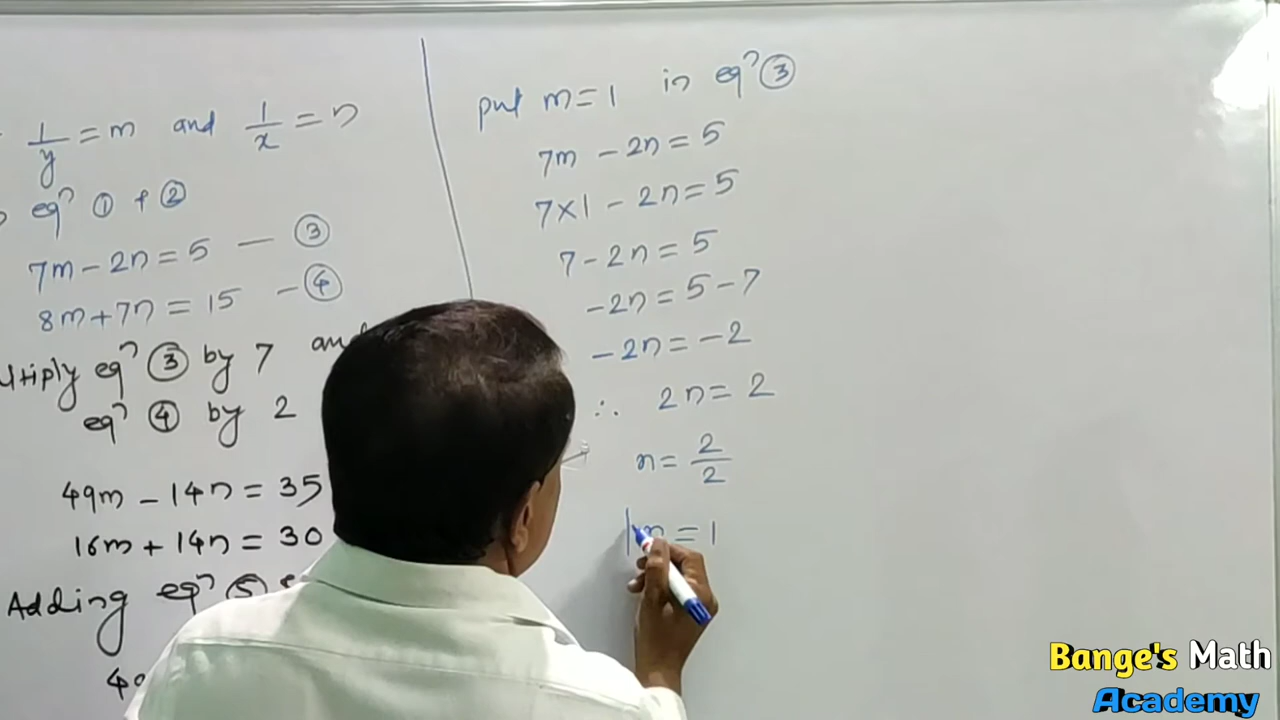 1/y = m and 1/x = n
eqⁿ ① & ②
7m - 2n = 5 — ③
8m + 7n = 15 - ④
eqⁿ ③ by 7 and
eqⁿ ④ by 2
49m - 14n = 35
16m + 14n = 30
Adding eqⁿ ⑤
put m = 1 in eqⁿ ③
7m - 2n = 5
7×1 - 2n = 5
7 - 2n = 5
-2n = 5 - 7
-2n = -2
∴ 2n = 2
n = 2/2
n = 1
Bange's Math
Academy